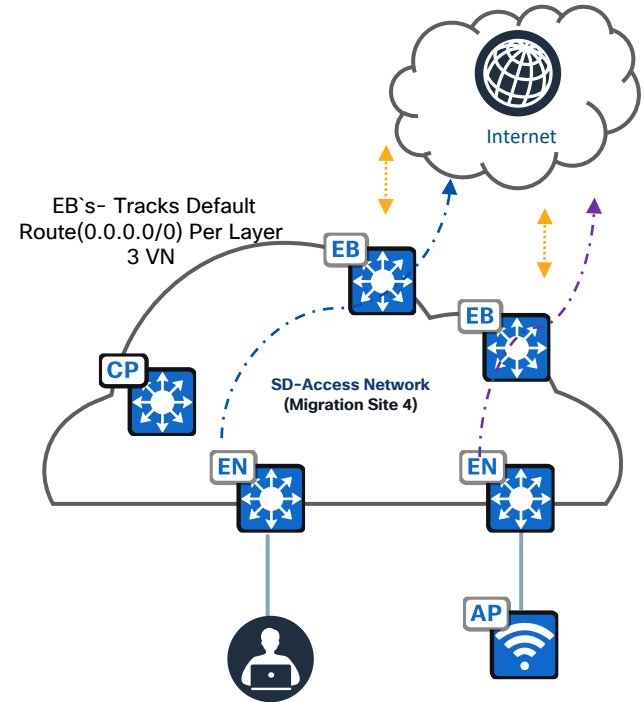 Internet
EB`s- Tracks Default
Route(0.0.0.0/0) Per Layer
3 VN
EB
EB
CP
SD-Access Network
(Migration Site 4)
EN
EN
AP